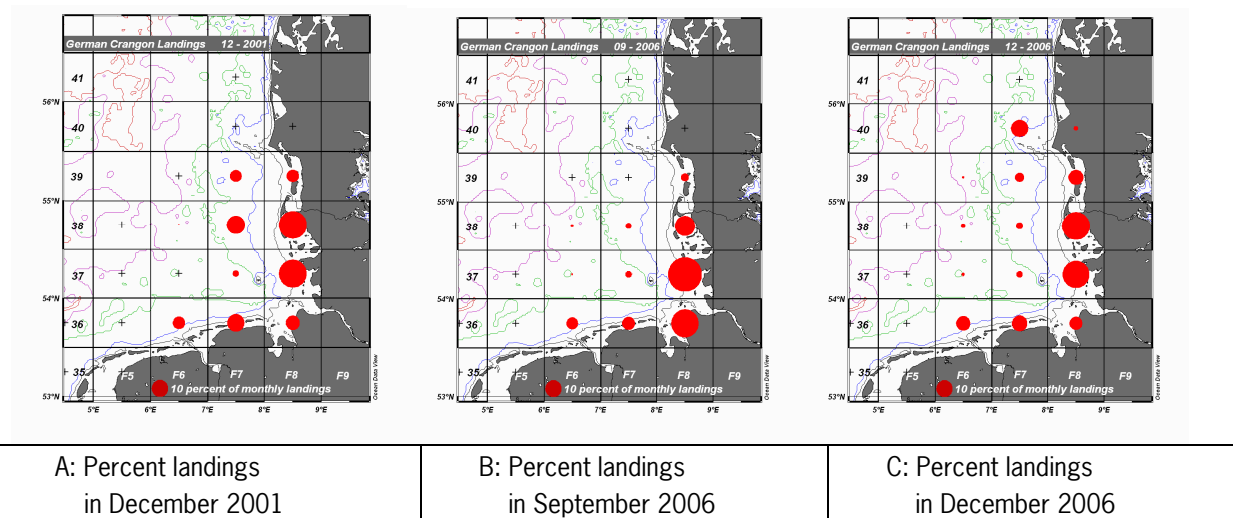 German Crangon Landings 12 - 2001
41
56°N
40
39
55°N
38
37
54°N
36
35
F5 F6 F7 F8 F9
10 percent of monthly landings
53°N
5°E 6°E 7°E 8°E 9°E
Ocean Data View
German Crangon Landings 09 - 2006
41
56°N
40
39
55°N
38
37
54°N
36
35
F5 F6 F7 F8 F9
10 percent of monthly landings
53°N
5°E 6°E 7°E 8°E 9°E
Ocean Data View
German Crangon Landings 12 - 2006
41
56°N
40
39
55°N
38
37
54°N
36
35
F5 F6 F7 F8 F9
10 percent of monthly landings
53°N
5°E 6°E 7°E 8°E 9°E
Ocean Data View
A: Percent landings
in December 2001
B: Percent landings
in September 2006
C: Percent landings
in December 2006